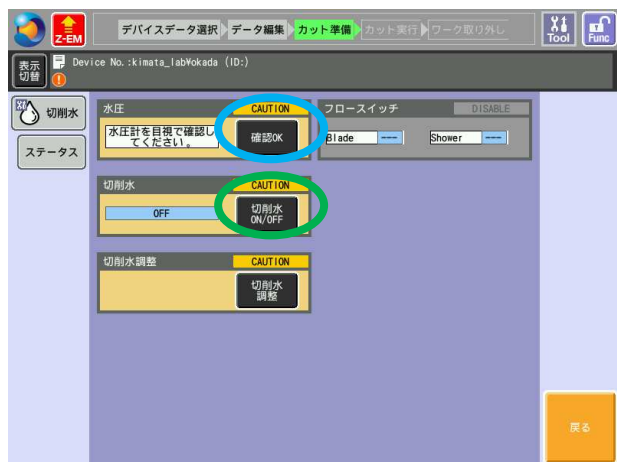 Z-EM
デバイスデータ選択 データ編集 カット準備 カット実行 ワーク取り外し
Tool
Func
表示
切替
Device No.:kimata_lab¥okada (ID:)
切削水
ステータス
水圧 CAUTION
水圧計を目視で確認し
てください。
確認OK
フロースイッチ DISABLE
Blade ---
Shower ---
切削水 CAUTION
OFF
切削水
ON/OFF
切削水調整 CAUTION
切削水
調整
戻る